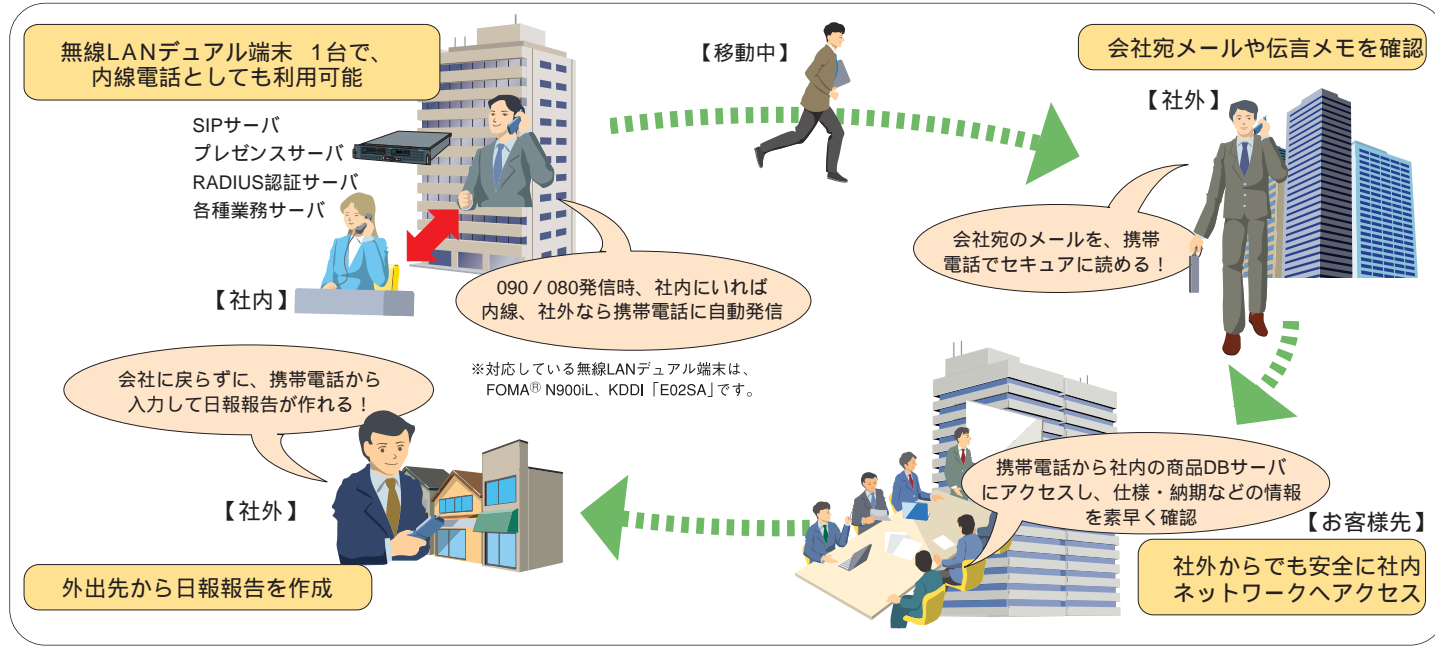 無線LANデュアル端末 1台で、
内線電話としても利用可能
SIPサーバ
プレゼンスサーバ
RADIUS認証サーバ
各種業務サーバ
【社内】
090／080発信時、社内にいれば
内線、社外なら携帯電話に自動発信
※対応している無線LANデュアル端末は、
FOMA® N900iL、KDDI「E02SA」です。
【移動中】
会社宛メールや伝言メモを確認
【社外】
会社宛のメールを、携帯
電話でセキュアに読める！
携帯電話から社内の商品DBサーバ
にアクセスし、仕様・納期などの情報
を素早く確認
【お客様先】
社外からでも安全に社内
ネットワークへアクセス
会社に戻らずに、携帯電話から
入力して日報報告が作れる！
【社外】
外出先から日報報告を作成